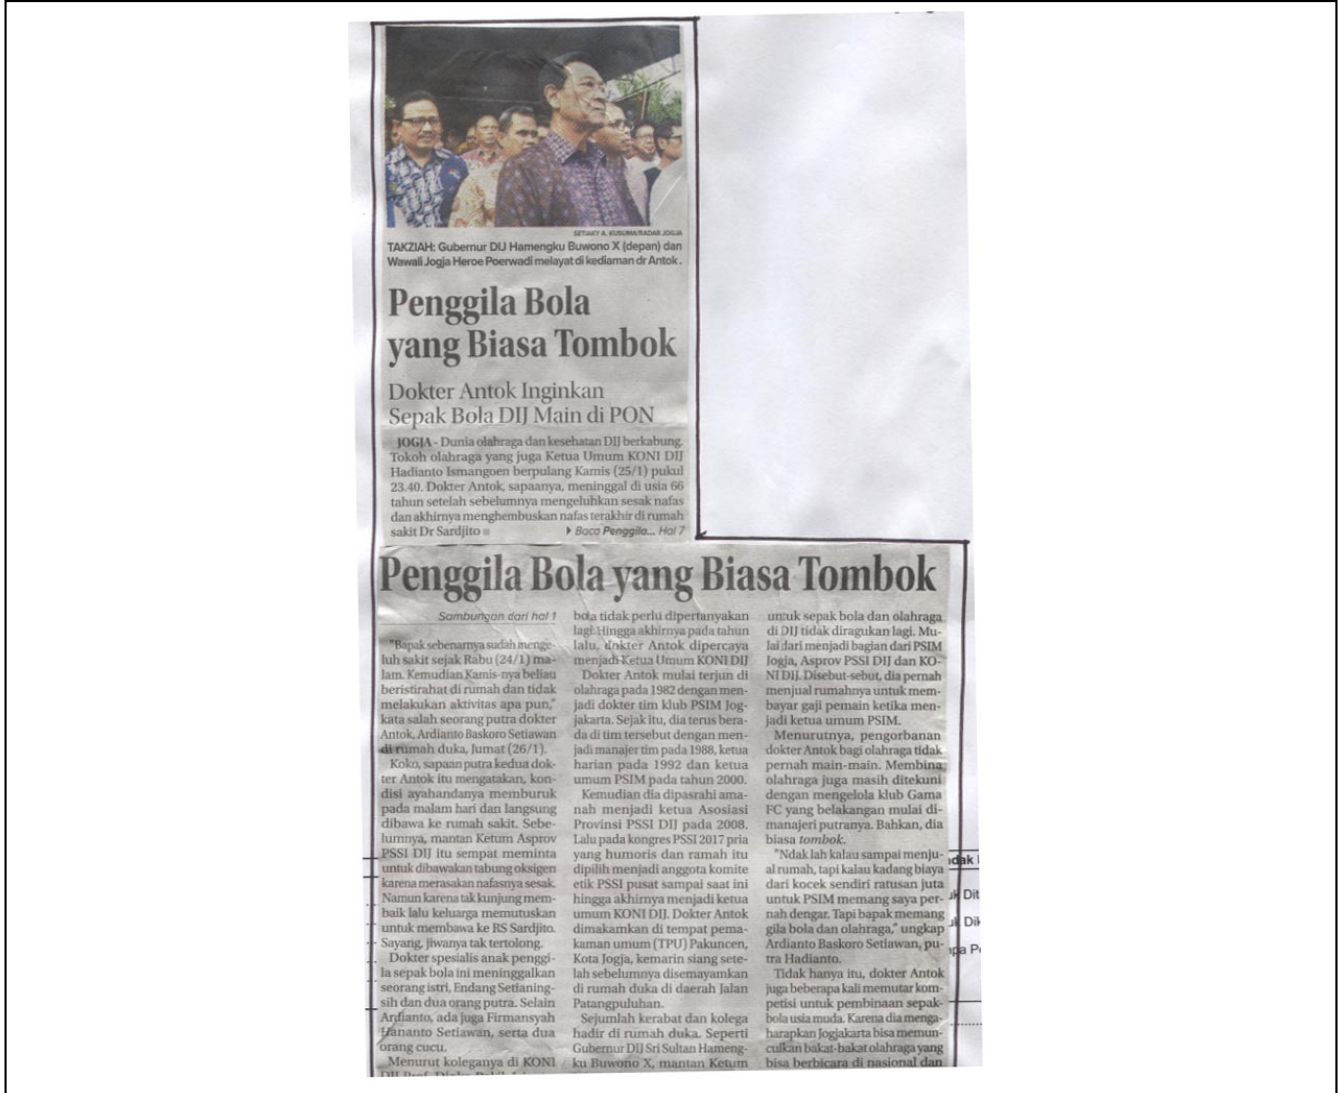 SETIAKY A. KUSUMA/RADAR JOGJA
TAKZIAH: Gubernur DIJ Hamengku Buwono X (depan) dan
Wawali Jogja Heroe Poerwadi melayat di kediaman dr Antok.
Penggila Bola
yang Biasa Tombok
Dokter Antok Inginkan
Sepak Bola DIJ Main di PON
JOGJA - Dunia olahraga dan kesehatan DIJ berkabung.
Tokoh olahraga yang juga Ketua Umum KONI DIJ
Hadianto Ismangoen berpulang Kamis (25/1) pukul
23.40. Dokter Antok, sapaanya, meninggal di usia 66
tahun setelah sebelumnya mengeluhkan sesak nafas
dan akhirnya menghembuskan nafas terakhir di rumah
sakit Dr Sardjito
Baca Penggila... Hal 7
Penggila Bola yang Biasa Tombok
Sambungan dari hal 1
"Bapak sebenarnya sudah menge-
luh sakit sejak Rabu (24/1) ma-
lam. Kemudian Kamis-nya beliau
beristirahat di rumah dan tidak
melakukan aktivitas apa pun,"
kata salah seorang putra dokter
Antok, Ardianto Baskoro Setiawan
di rumah duka, Jumat (26/1).
Koko, sapaan putra kedua dok-
ter Antok itu mengatakan, kon-
disi ayahandanya memburuk
pada malam hari dan langsung
dibawa ke rumah sakit. Sebe-
lumnya, mantan Ketum Asprov
PSSI DIJ itu sempat meminta
untuk dibawakan tabung oksigen
karena merasakan nafasnya sesak.
Namun karena tak kunjung mem-
baik lalu keluarga memutuskan
untuk membawa ke RS Sardjito.
Sayang, jiwanya tak tertolong.
Dokter spesialis anak penggi-
la sepak bola ini meninggalkan
seorang istri, Endang Setianing-
sih dan dua orang putra. Selain
Ardianto, ada juga Firmansyah
Hananto Setiawan, serta dua
orang cucu.
Menurut koleganya di KONI
bola tidak perlu dipertanyakan
lagi. Hingga akhirnya pada tahun
lalu, dokter Antok dipercaya
menjadi Ketua Umum KONI DIJ
Dokter Antok mulai terjun di
olahraga pada 1982 dengan men-
jadi dokter tim klub PSIM Jog-
jakarta. Sejak itu, dia terus bera-
da di tim tersebut dengan men-
jadi manajer tim pada 1988, ketua
harian pada 1992 dan ketua
umum PSIM pada tahun 2000.
Kemudian dia dipasrahi ama-
nah menjadi ketua Asosiasi
Provinsi PSSI DIJ pada 2008.
Lalu pada kongres PSSI 2017 pria
yang humoris dan ramah itu
dipilih menjadi anggota komite
etik PSSI pusat sampai saat ini
hingga akhirnya menjadi ketua
umum KONI DIJ. Dokter Antok
dimakamkan di tempat pema-
kaman umum (TPU) Pakuncen,
Kota Jogja, kemarin siang sete-
lah sebelumnya disemayamkan
di rumah duka di daerah Jalan
Patangpuluhan.
Sejumlah kerabat dan kolega
hadir di rumah duka. Seperti
Gubernur DIJ Sri Sultan Hameng-
ku Buwono X, mantan Ketum
untuk sepak bola dan olahraga
di DIJ tidak diragukan lagi. Mu-
lai dari menjadi bagian dari PSIM
Jogja, Asprov PSSI DIJ dan KO-
NI DIJ. Disebut-sebut, dia pernah
menjual rumahnya untuk mem-
bayar gaji pemain ketika men-
jadi ketua umum PSIM.
Menurutnya, pengorbanan
dokter Antok bagi olahraga tidak
pernah main-main. Membina
olahraga juga masih ditekuni
dengan mengelola klub Gama
FC yang belakangan mulai di-
manajeri putranya. Bahkan, dia
biasa tombok.
"Ndak lah kalau sampai menju-
al rumah, tapi kalau kadang biaya
dari kocek sendiri ratusan juta
untuk PSIM memang saya per-
nah dengar. Tapi bapak memang
gila bola dan olahraga," ungkap
Ardianto Baskoro Setiawan, pu-
tra Hadianto.
Tidak hanya itu, dokter Antok
juga beberapa kali memutar kom-
petisi untuk pembinaan sepak-
bola usia muda. Karena dia menga-
harapkan Jogjakarta bisa memun-
culkan bakat-bakat olahraga yang
bisa berbicara di nasional dan